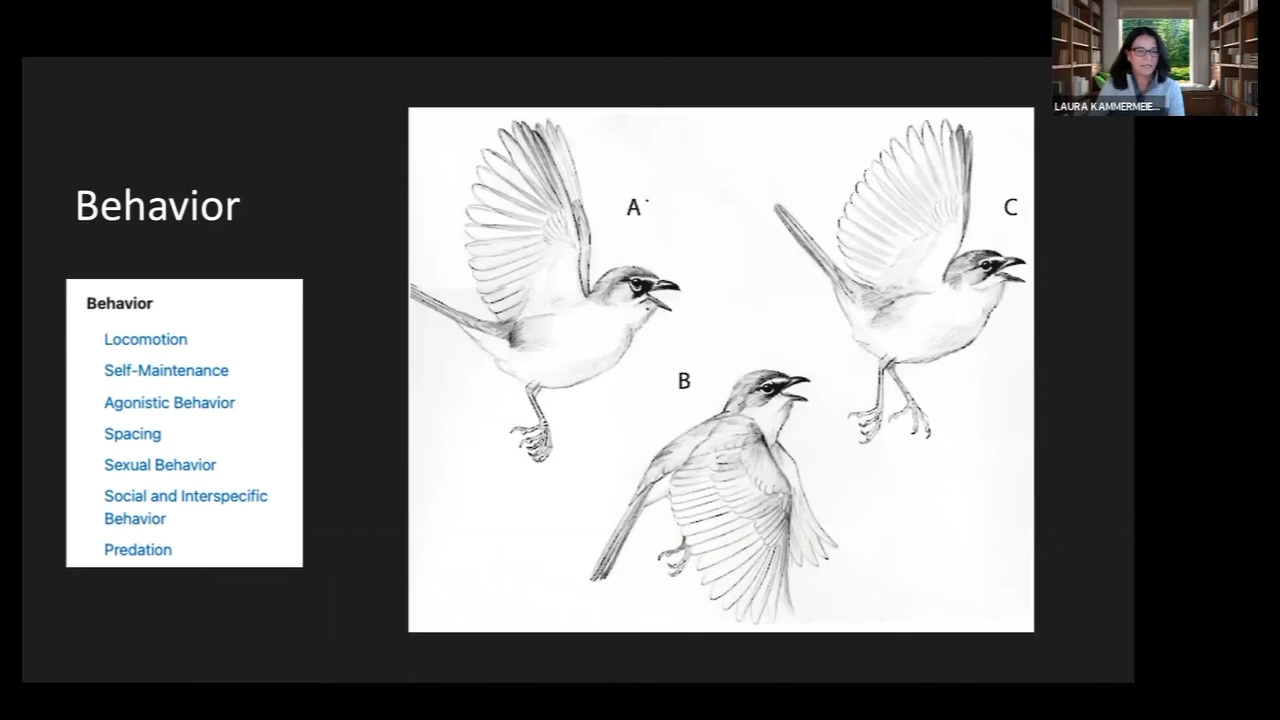 LAURA KAMMERMEIE...
Behavior
Behavior
Locomotion
Self-Maintenance
Agonistic Behavior
Spacing
Sexual Behavior
Social and Interspecific
Behavior
Predation
A
B
C